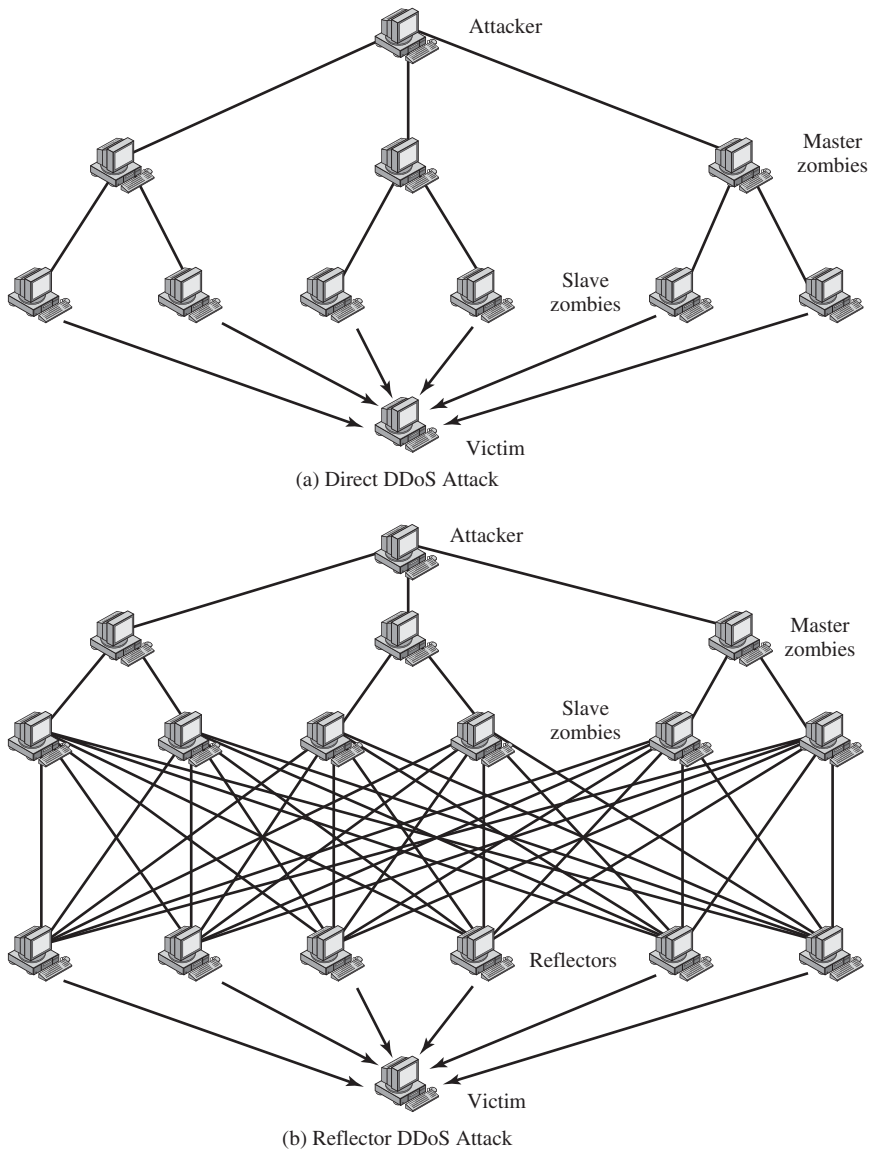 Attacker
Master
zombies
Slave
zombies
Victim
(a) Direct DDoS Attack
Attacker
Master
zombies
Slave
zombies
Reflectors
Victim
(b) Reflector DDoS Attack